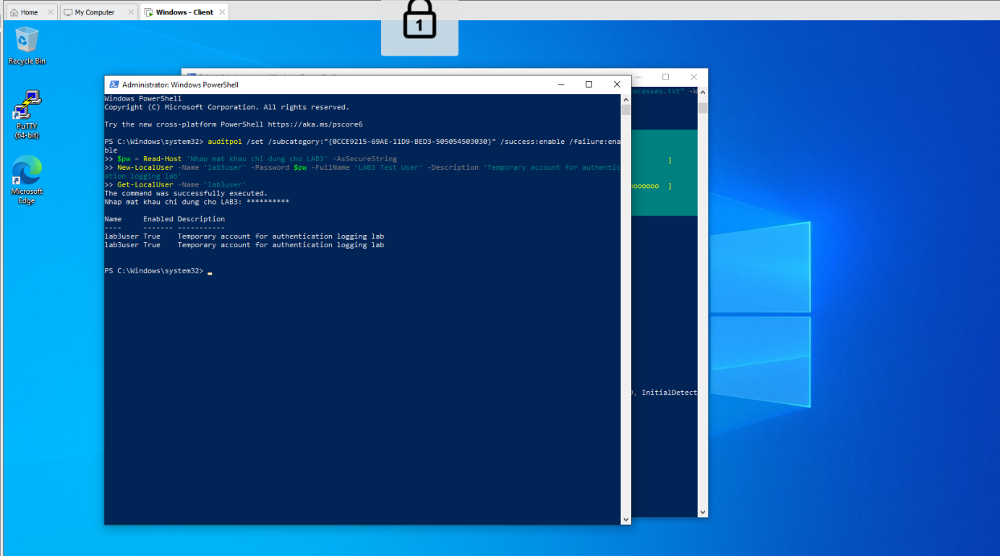 Home
My Computer
Windows - Client
1
Recycle Bin
PuTTY
(64-bit)
Microsoft
Edge
Administrator: Windows PowerShell
Windows PowerShell
Copyright (C) Microsoft Corporation. All rights reserved.
Try the new cross-platform PowerShell https://aka.ms/pscore6
PS C:\Windows\system32> auditpol /set /subcategory:"{0CCE9215-69AE-11D9-BED3-505054503030}" /success:enable /failure:ena
ble
>> $pw = Read-Host 'Nhap mat khau chi dung cho LAB3' -AsSecureString
>> New-LocalUser -Name 'lab3user' -Password $pw -FullName 'LAB3 Test User' -Description 'Temporary account for authentic
ation logging lab'
>> Get-LocalUser -Name 'lab3user'
The command was successfully executed.
Nhap mat khau chi dung cho LAB3: **********
Name     Enabled Description
----     ------- -----------
lab3user True    Temporary account for authentication logging lab
lab3user True    Temporary account for authentication logging lab
PS C:\Windows\system32>
ocesses.txt" -W
]
ooooooo ]
, InitialDetect